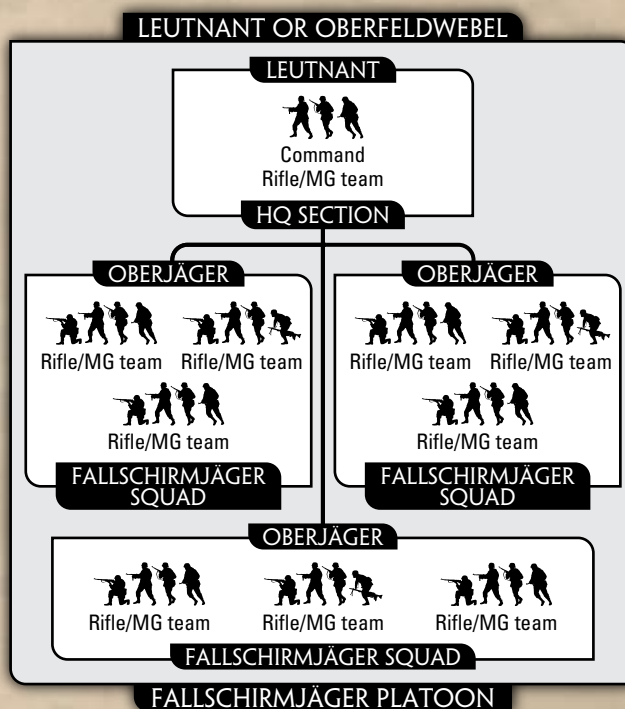 LEUTNANT OR OBERFELDWEBEL
LEUTNANT
Command
Rifle/MG team
HQ SECTION
OBERJÄGER
Rifle/MG team Rifle/MG team
Rifle/MG team
FALLSCHIRMJÄGER
SQUAD
OBERJÄGER
Rifle/MG team Rifle/MG team
Rifle/MG team
FALLSCHIRMJÄGER
SQUAD
OBERJÄGER
Rifle/MG team Rifle/MG team Rifle/MG team
FALLSCHIRMJÄGER SQUAD
FALLSCHIRMJÄGER PLATOON